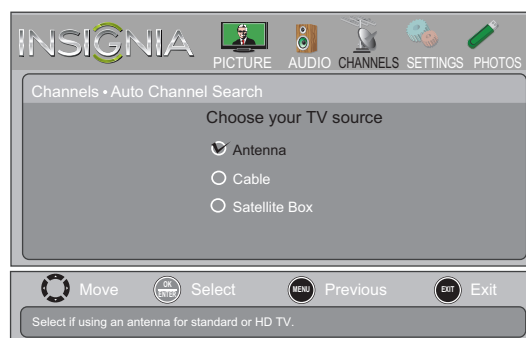 INSIGNIA
PICTURE AUDIO CHANNELS SETTINGS PHOTOS
Channels • Auto Channel Search
Choose your TV source
Antenna
Cable
Satellite Box
Move OK ENTER Select MENU Previous EXIT Exit
Select if using an antenna for standard or HD TV.